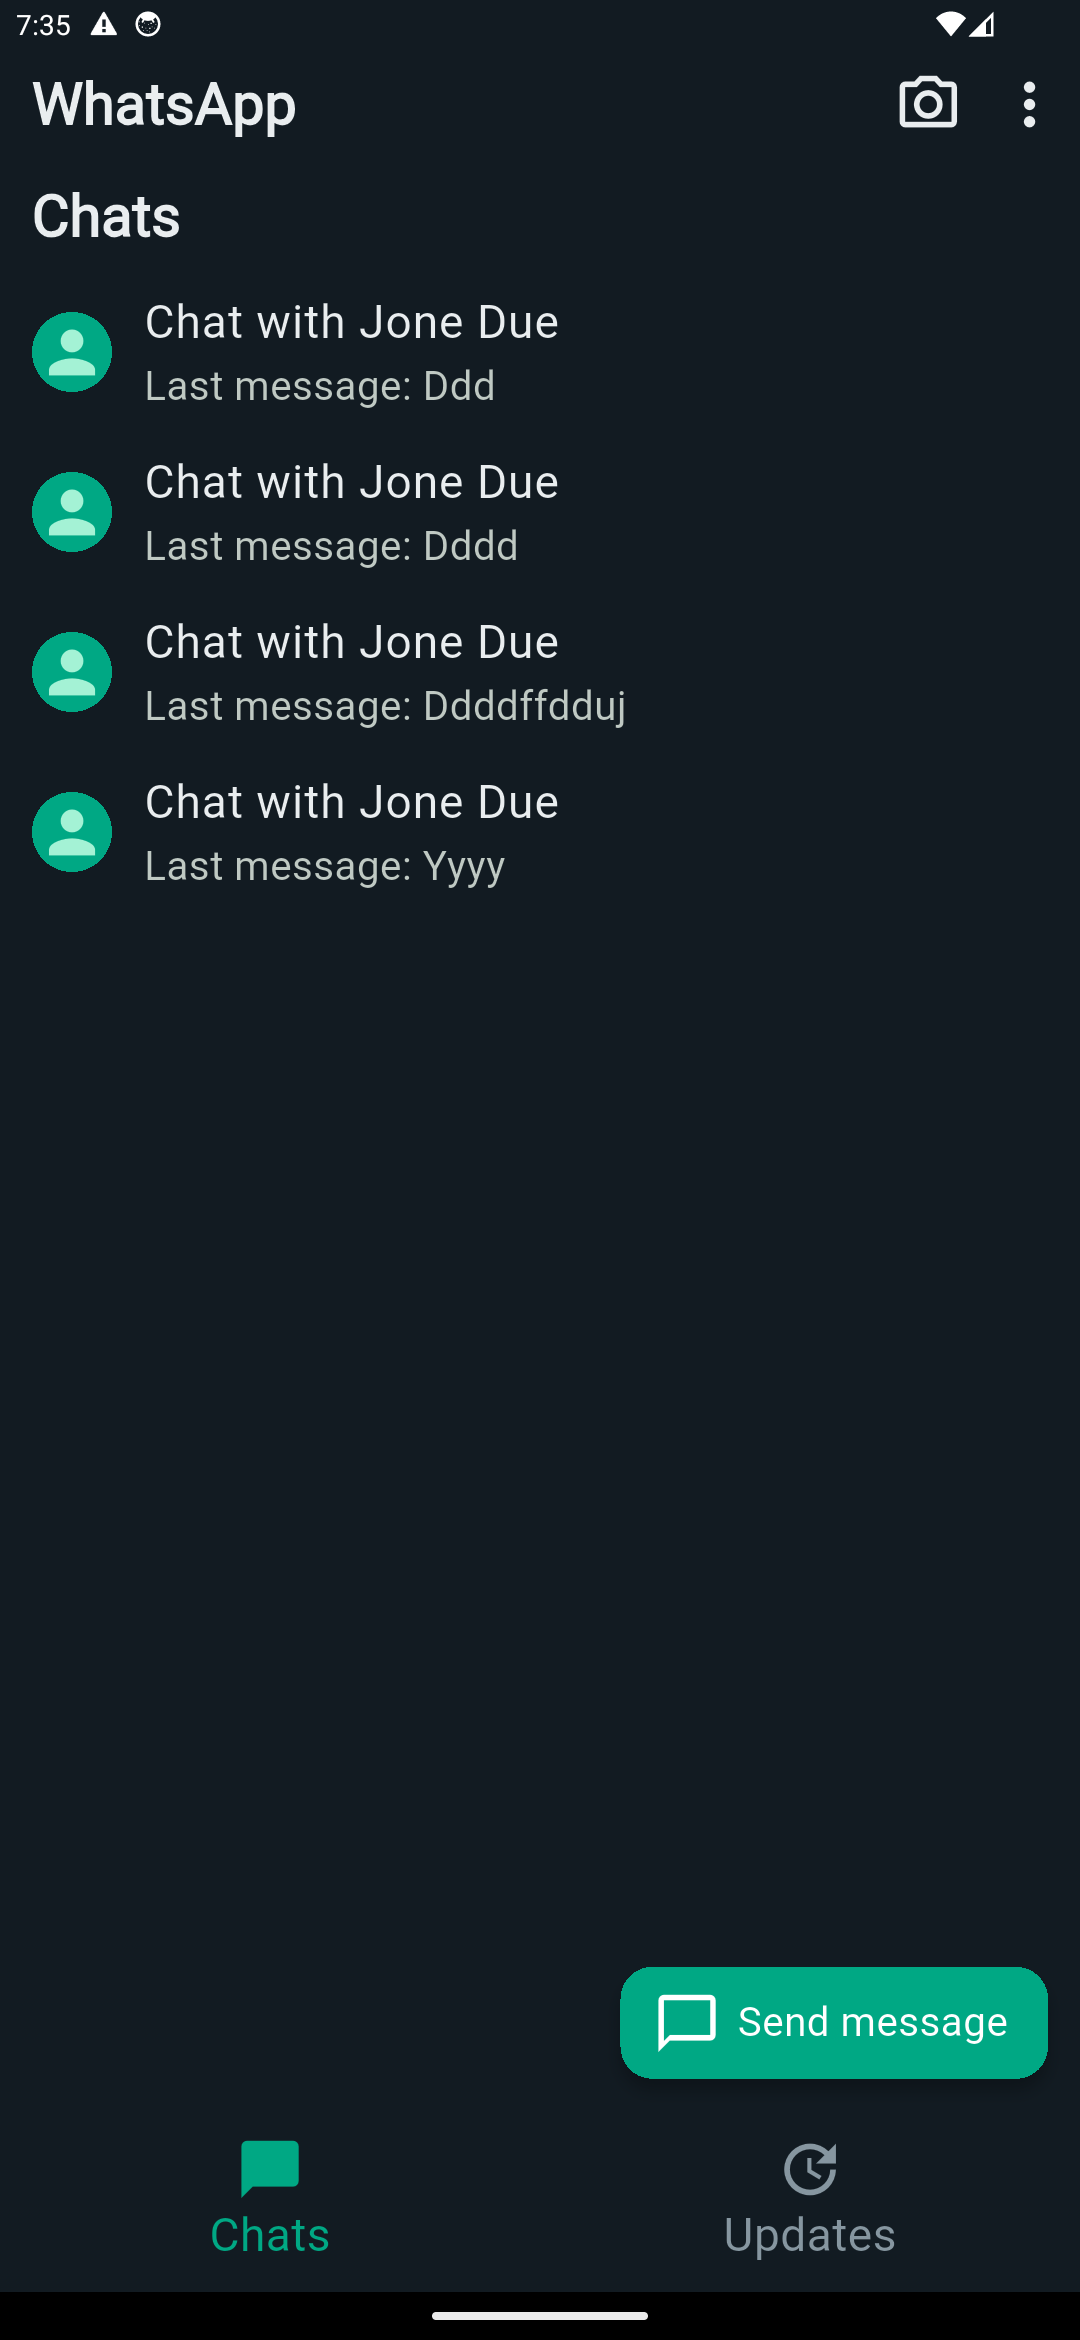 7:35
WhatsApp
Chats
Chat with Jone Due
Last message: Ddd
Chat with Jone Due
Last message: Dddd
Chat with Jone Due
Last message: Ddddffdduj
Chat with Jone Due
Last message: Yyyy
Send message
Chats
Updates